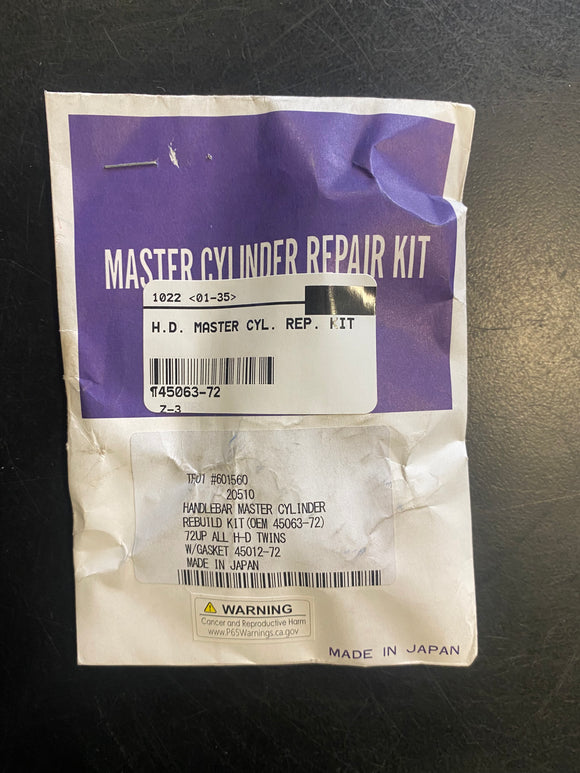 MASTER CYLINDER REPAIR KIT
1022 <01-35>
H.D. MASTER CYL. REP. KIT
¶45063-72
Z-3
#601560
20510
HANDLEBAR MASTER CYLINDER
REBUILD KIT(OEM 45063-72)
72UP ALL H-D TWINS
W/GASKET 45012-72
MADE IN JAPAN
WARNING
Cancer and Reproductive Harm
www.P65Warnings.ca.gov
MADE IN JAPAN